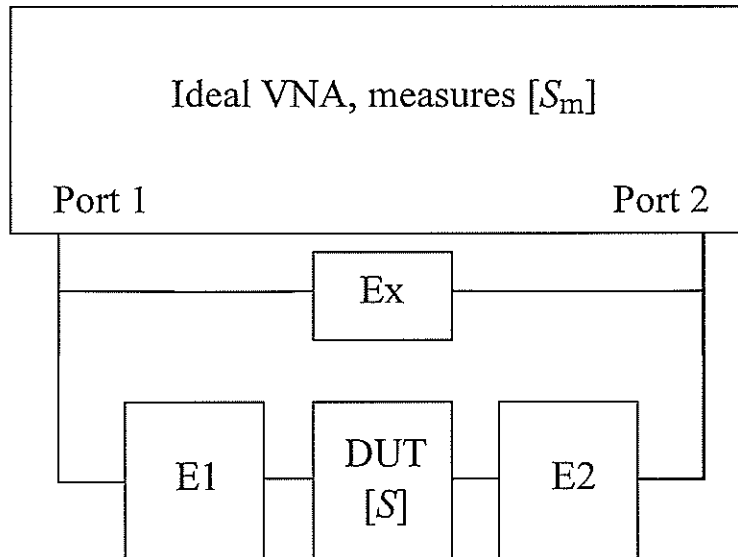 Ideal VNA, measures [Sm]
Port 1 Port 2
Ex
E1 DUT E2
[S]